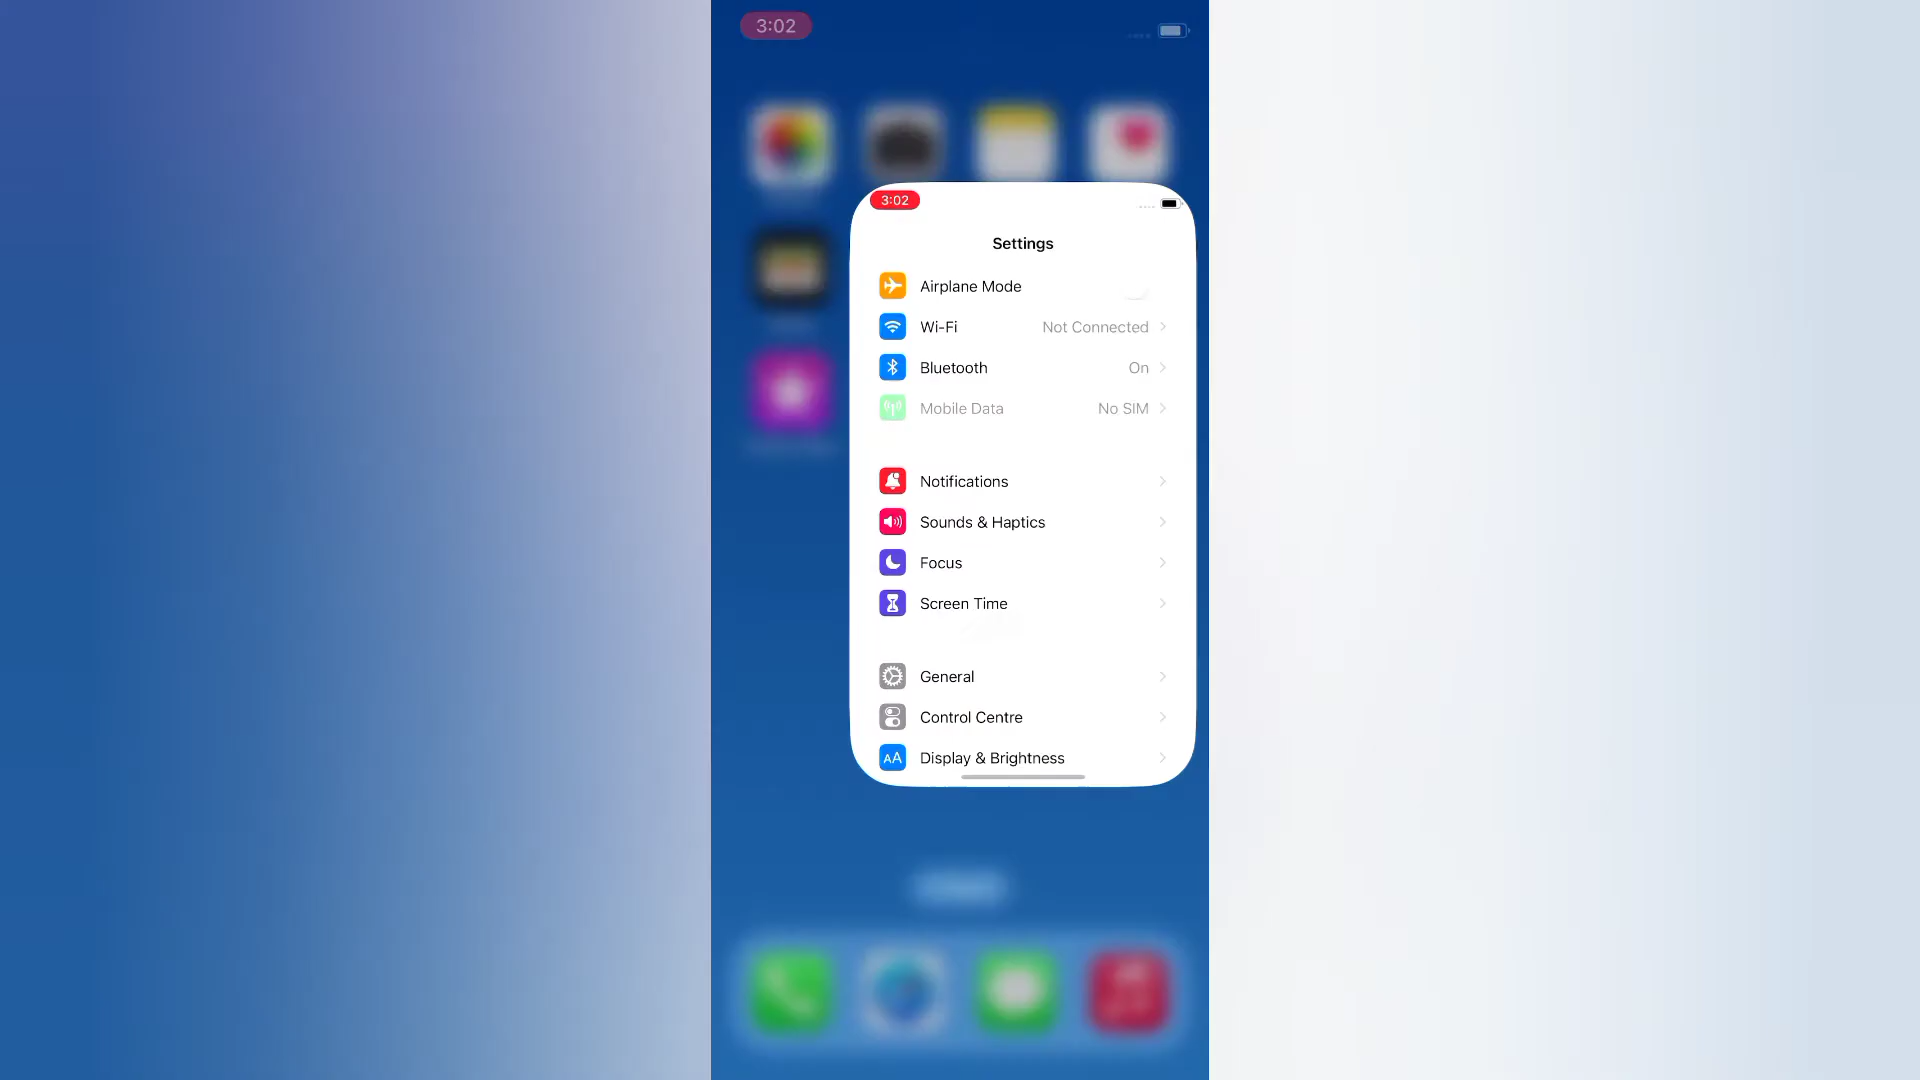 3:02
3:02
Settings
Airplane Mode
Wi-Fi Not Connected
Bluetooth On
Mobile Data No SIM
Notifications
Sounds & Haptics
Focus
Screen Time
General
Control Centre
AA Display & Brightness